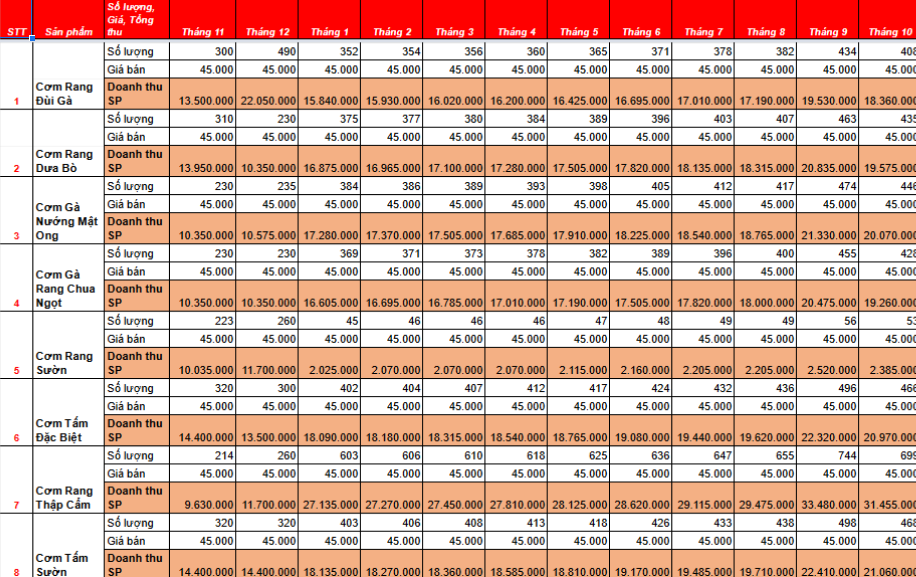 STT Sản phẩm Số lượng, Giá, Tổng thu Tháng 11 Tháng 12 Tháng 1 Tháng 2 Tháng 3 Tháng 4 Tháng 5 Tháng 6 Tháng 7 Tháng 8 Tháng 9 Tháng 10
1 Cơm Rang Đùi Gà
Số lượng 300 490 352 354 356 360 365 371 378 382 434
Giá bán 45.000 45.000 45.000 45.000 45.000 45.000 45.000 45.000 45.000 45.000 45.000
Doanh thu SP 13.500.000 22.050.000 15.840.000 15.930.000 16.020.000 16.200.000 16.425.000 16.695.000 17.010.000 17.190.000 19.530.000 18.360.000
2 Cơm Rang Dưa Bò
Số lượng 310 230 375 377 380 384 389 396 403 407 463 435
Giá bán 45.000 45.000 45.000 45.000 45.000 45.000 45.000 45.000 45.000 45.000 45.000
Doanh thu SP 13.950.000 10.350.000 16.875.000 16.965.000 17.100.000 17.280.000 17.505.000 17.820.000 18.135.000 18.315.000 20.835.000 19.575.000
3 Cơm Gà Nướng Mật Ong
Số lượng 230 235 384 386 389 393 398 405 412 417 474 446
Giá bán 45.000 45.000 45.000 45.000 45.000 45.000 45.000 45.000 45.000 45.000 45.000
Doanh thu SP 10.350.000 10.575.000 17.280.000 17.370.000 17.505.000 17.685.000 17.910.000 18.225.000 18.540.000 18.765.000 21.330.000 20.070.000
4 Cơm Gà Rang Chua Ngọt
Số lượng 230 230 369 371 373 378 382 389 396 400 455 428
Giá bán 45.000 45.000 45.000 45.000 45.000 45.000 45.000 45.000 45.000 45.000 45.000
Doanh thu SP 10.350.000 10.350.000 16.605.000 16.695.000 16.785.000 17.010.000 17.190.000 17.505.000 17.820.000 18.000.000 20.475.000 19.260.000
5 Cơm Rang Sườn
Số lượng 223 260 45 46 46 46 47 48 49 49 56 53
Giá bán 45.000 45.000 45.000 45.000 45.000 45.000 45.000 45.000 45.000 45.000 45.000
Doanh thu SP 10.035.000 11.700.000 2.025.000 2.070.000 2.070.000 2.070.000 2.115.000 2.160.000 2.205.000 2.205.000 2.520.000 2.385.000
6 Cơm Tấm Đặc Biệt
Số lượng 320 300 402 404 407 412 417 424 432 436 496 466
Giá bán 45.000 45.000 45.000 45.000 45.000 45.000 45.000 45.000 45.000 45.000 45.000
Doanh thu SP 14.400.000 13.500.000 18.090.000 18.180.000 18.315.000 18.540.000 18.765.000 19.080.000 19.440.000 19.620.000 22.320.000 20.970.000
7 Cơm Rang Thập Cẩm
Số lượng 214 260 603 606 610 618 625 636 647 655 744 699
Giá bán 45.000 45.000 45.000 45.000 45.000 45.000 45.000 45.000 45.000 45.000 45.000
Doanh thu SP 9.630.000 11.700.000 27.135.000 27.270.000 27.450.000 27.810.000 28.125.000 28.620.000 29.115.000 29.475.000 33.480.000 31.455.000
8 Cơm Tấm Sườn
Số lượng 320 320 403 406 408 413 418 426 433 438 498 468
Giá bán 45.000 45.000 45.000 45.000 45.000 45.000 45.000 45.000 45.000 45.000 45.000
Doanh thu SP 14.400.000 14.400.000 18.135.000 18.270.000 18.360.000 18.585.000 18.810.000 19.170.000 19.485.000 19.710.000 22.410.000 21.060.000